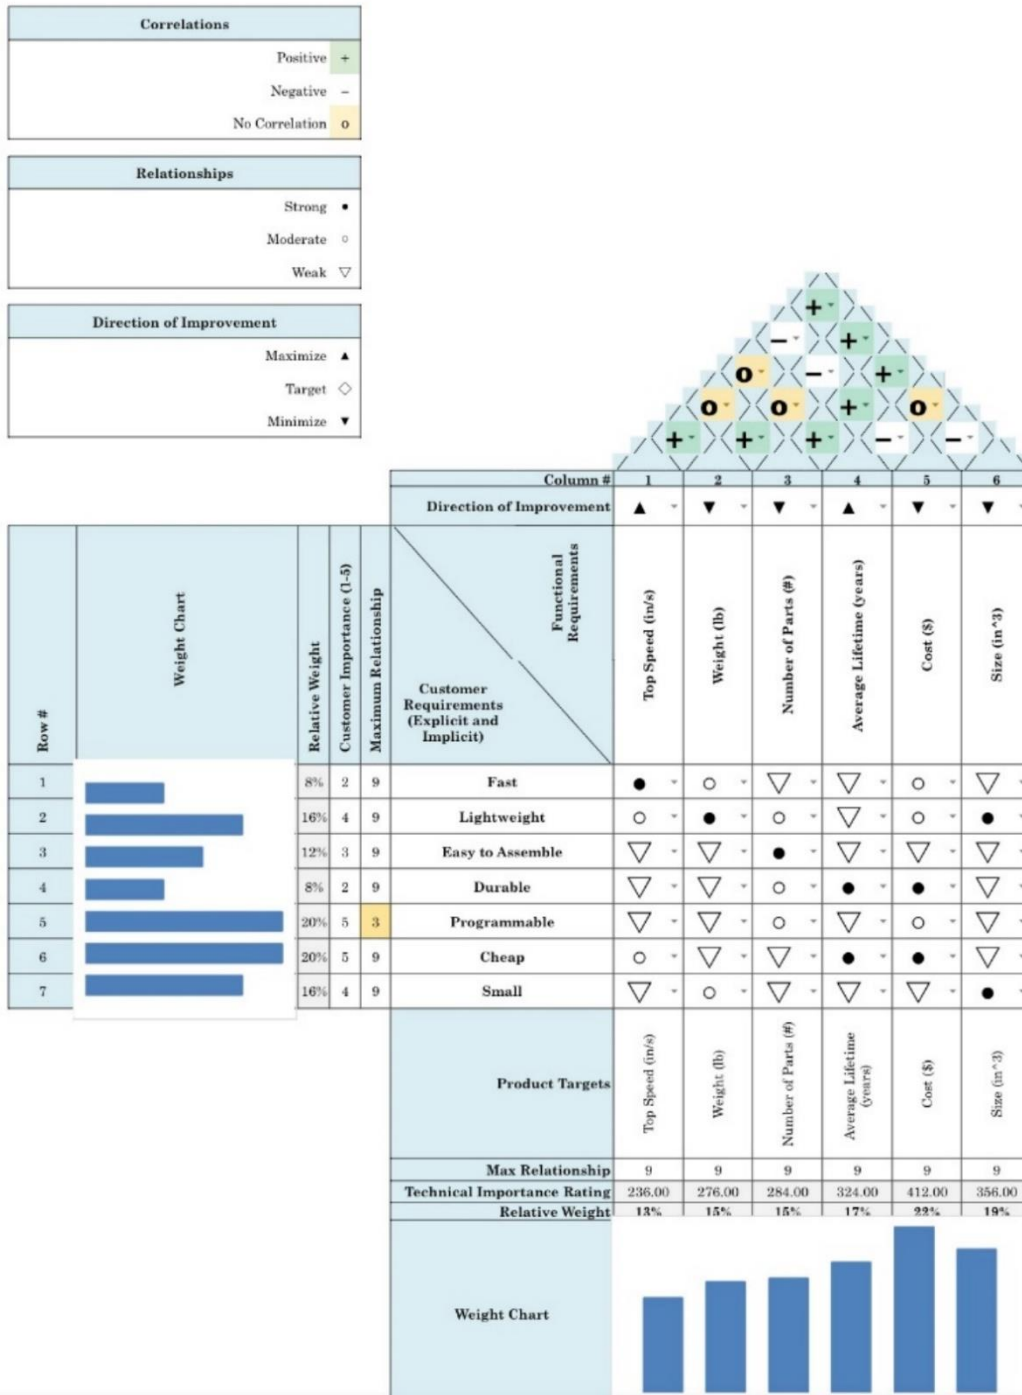 Correlations
Positive +
Negative −
No Correlation o
Relationships
Strong ●
Moderate ○
Weak ▽
Direction of Improvement
Maximize ▲
Target ◇
Minimize ▼
+
− +
o − +
o o + o
+ + + − −
Column # 1 2 3 4 5 6
Direction of Improvement ▲ ▼ ▼ ▲ ▼ ▼
Row #
Weight Chart
Relative Weight
Customer Importance (1-5)
Maximum Relationship
Customer
Requirements
(Explicit and
Implicit)
Functional
Requirements
Top Speed (in/s)
Weight (lb)
Number of Parts (#)
Average Lifetime (years)
Cost ($)
Size (in^3)
1 8% 2 9 Fast ● ○ ▽ ▽ ○ ▽
2 16% 4 9 Lightweight ○ ● ○ ▽ ○ ●
3 12% 3 9 Easy to Assemble ▽ ▽ ● ▽ ▽ ▽
4 8% 2 9 Durable ▽ ▽ ○ ● ● ▽
5 20% 5 3 Programmable ▽ ▽ ○ ▽ ○ ▽
6 20% 5 9 Cheap ○ ▽ ▽ ● ● ▽
7 16% 4 9 Small ▽ ○ ▽ ▽ ▽ ●
Product Targets
Top Speed (in/s)
Weight (lb)
Number of Parts (#)
Average Lifetime
(years)
Cost ($)
Size (in^3)
Max Relationship 9 9 9 9 9 9
Technical Importance Rating 236.00 276.00 284.00 324.00 412.00 356.00
Relative Weight 13% 15% 15% 17% 22% 19%
Weight Chart